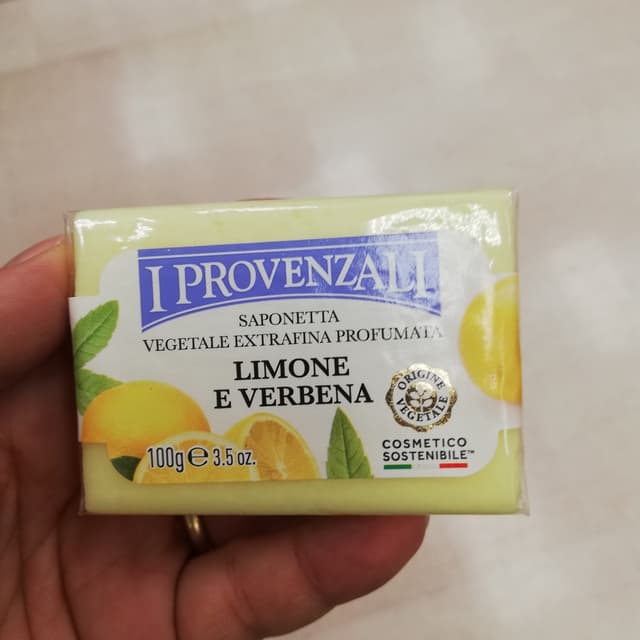 I PROVENZALI
SAPONETTA
VEGETALE EXTRAFINA PROFUMATA
LIMONE
E VERBENA
ORIGINE
VEGETALE
100g ℮ 3.5 oz.
COSMETICO
SOSTENIBILE™